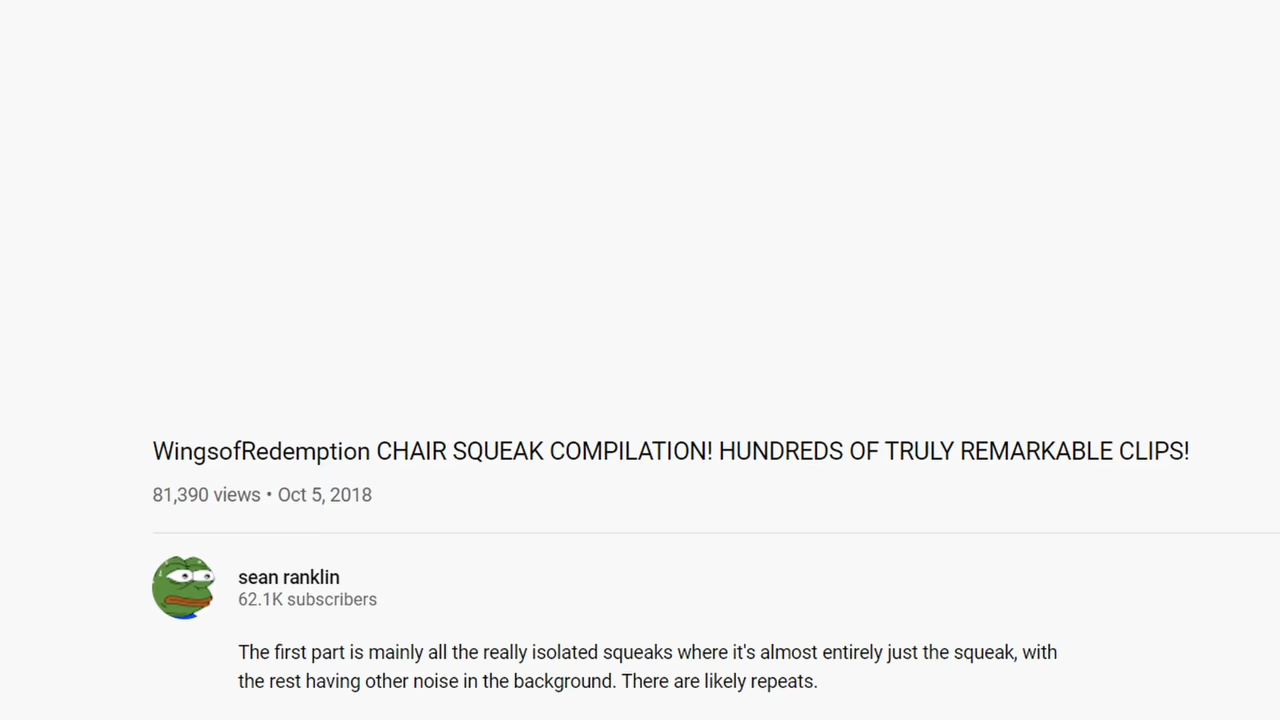 WingsofRedemption CHAIR SQUEAK COMPILATION! HUNDREDS OF TRULY REMARKABLE CLIPS!
81,390 views • Oct 5, 2018
sean ranklin
62.1K subscribers
The first part is mainly all the really isolated squeaks where it's almost entirely just the squeak, with
the rest having other noise in the background. There are likely repeats.